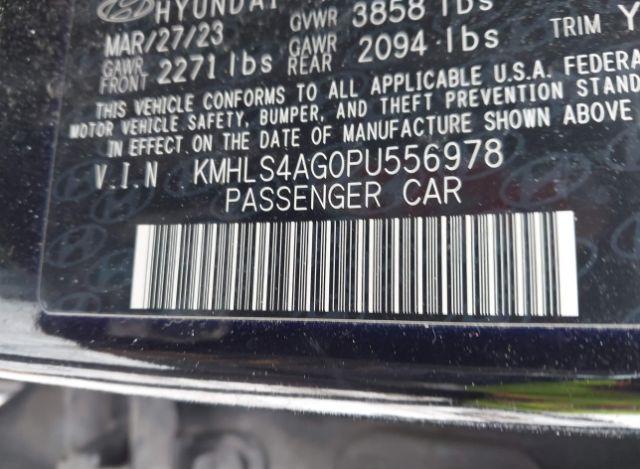 HYUNDAI GVWR 3858 lbs
MAR/27/23
GAWR FRONT 2271 lbs GAWR REAR 2094 lbs TRIM Y
THIS VEHICLE CONFORMS TO ALL APPLICABLE U.S.A. FEDERA
MOTOR VEHICLE SAFETY, BUMPER, AND THEFT PREVENTION STAND
IN EFFECT ON THE DATE OF MANUFACTURE SHOWN ABOVE
V.I.N KMHLS4AG0PU556978
PASSENGER CAR